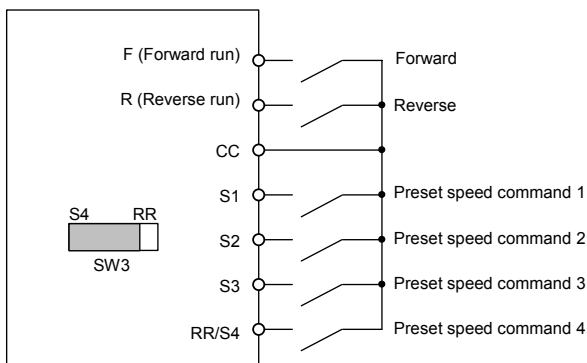 F (Forward run)
Forward
R (Reverse run)
Reverse
CC
S1
Preset speed command 1
S4 RR
SW3
S2
Preset speed command 2
S3
Preset speed command 3
RR/S4
Preset speed command 4